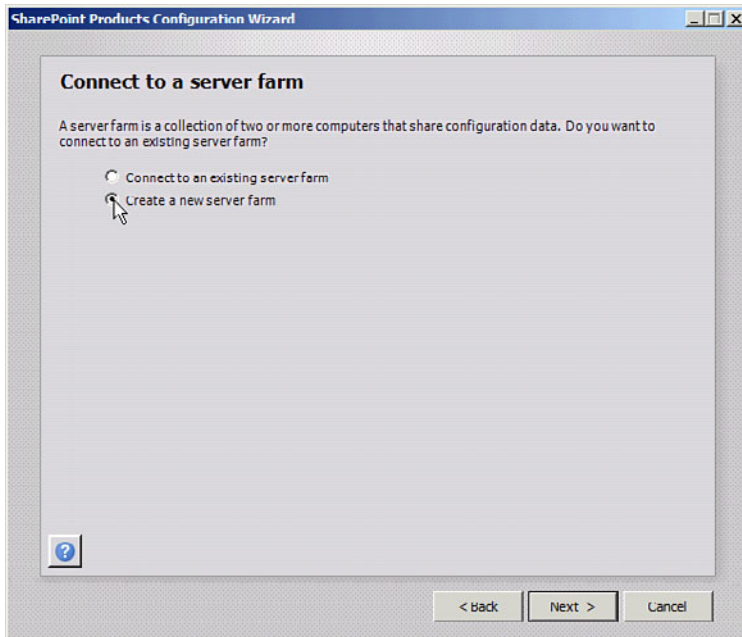 SharePoint Products Configuration Wizard
Connect to a server farm
A server farm is a collection of two or more computers that share configuration data. Do you want to
connect to an existing server farm?
Connect to an existing server farm
Create a new server farm
?
< Back
Next >
Cancel